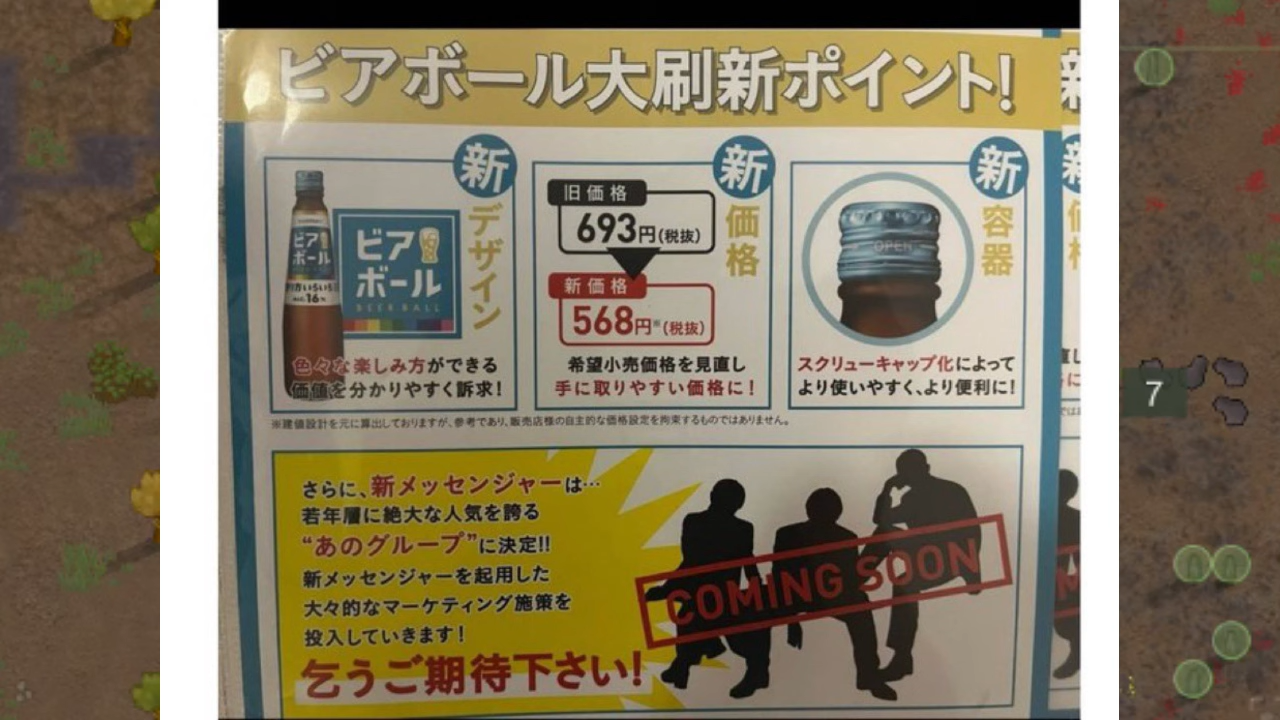 ビアボール大刷新ポイント!
新
デザイン
ビア
ボール
ALC.16%
ビア
ボール
BEER BALL
色々な楽しみ方ができる
価値を分かりやすく訴求!
新
価格
旧価格
693円(税抜)
新価格
568円※(税抜)
希望小売価格を見直し
手に取りやすい価格に!
新
容器
OPEN
スクリューキャップ化によって
より使いやすく、より便利に!
※建値設計を元に算出しておりますが、参考であり、販売店様の自主的な価格設定を拘束するものではありません。
さらに、新メッセンジャーは…
若年層に絶大な人気を誇る
“あのグループ”に決定!!
新メッセンジャーを起用した
大々的なマーケティング施策を
投入していきます!
乞うご期待下さい!
COMING SOON
7